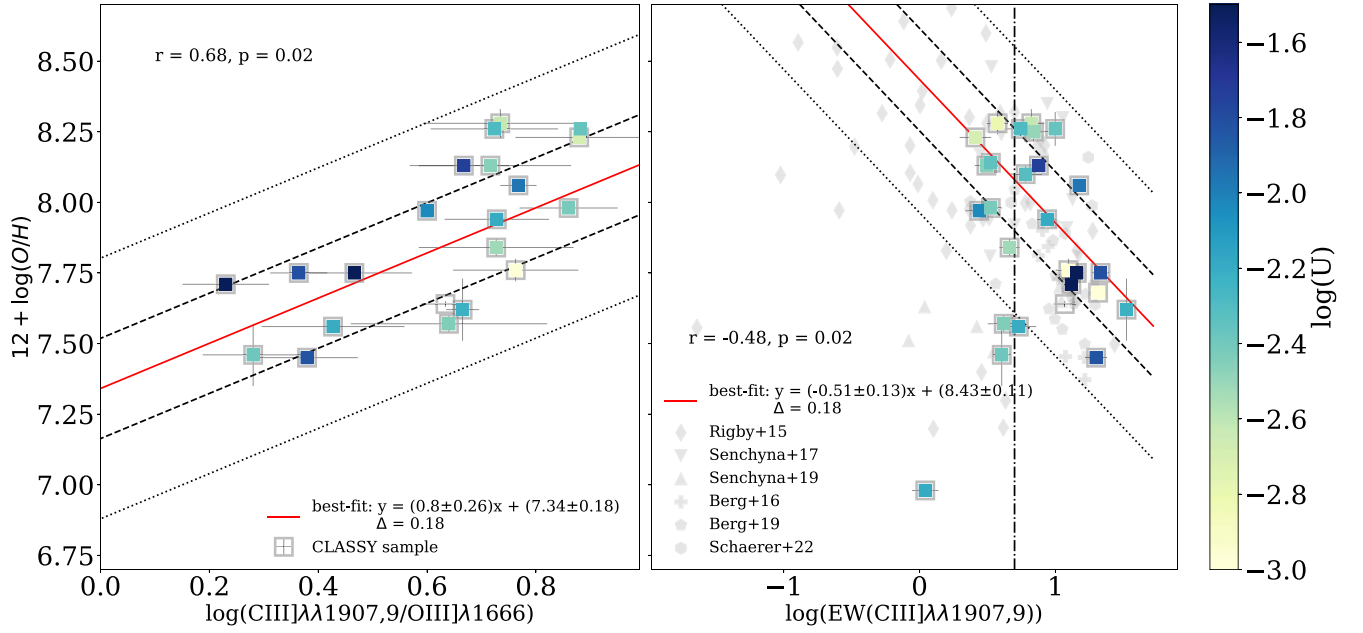 8.50
8.25
8.00
7.75
7.50
7.25
7.00
6.75
12 + log(O/H)
r = 0.68, p = 0.02
best-fit: y = (0.8±0.26)x + (7.34±0.18)
Δ = 0.18
CLASSY sample
0.0 0.2 0.4 0.6 0.8
log(CIII]λλ1907,9/OIII]λ1666)
r = -0.48, p = 0.02
best-fit: y = (-0.51±0.13)x + (8.43±0.11)
Δ = 0.18
Rigby+15
Senchyna+17
Senchyna+19
Berg+16
Berg+19
Schaerer+22
−1 0 1
log(EW(CIII]λλ1907,9))
−1.6
−1.8
−2.0
−2.2
−2.4
−2.6
−2.8
−3.0
log(U)